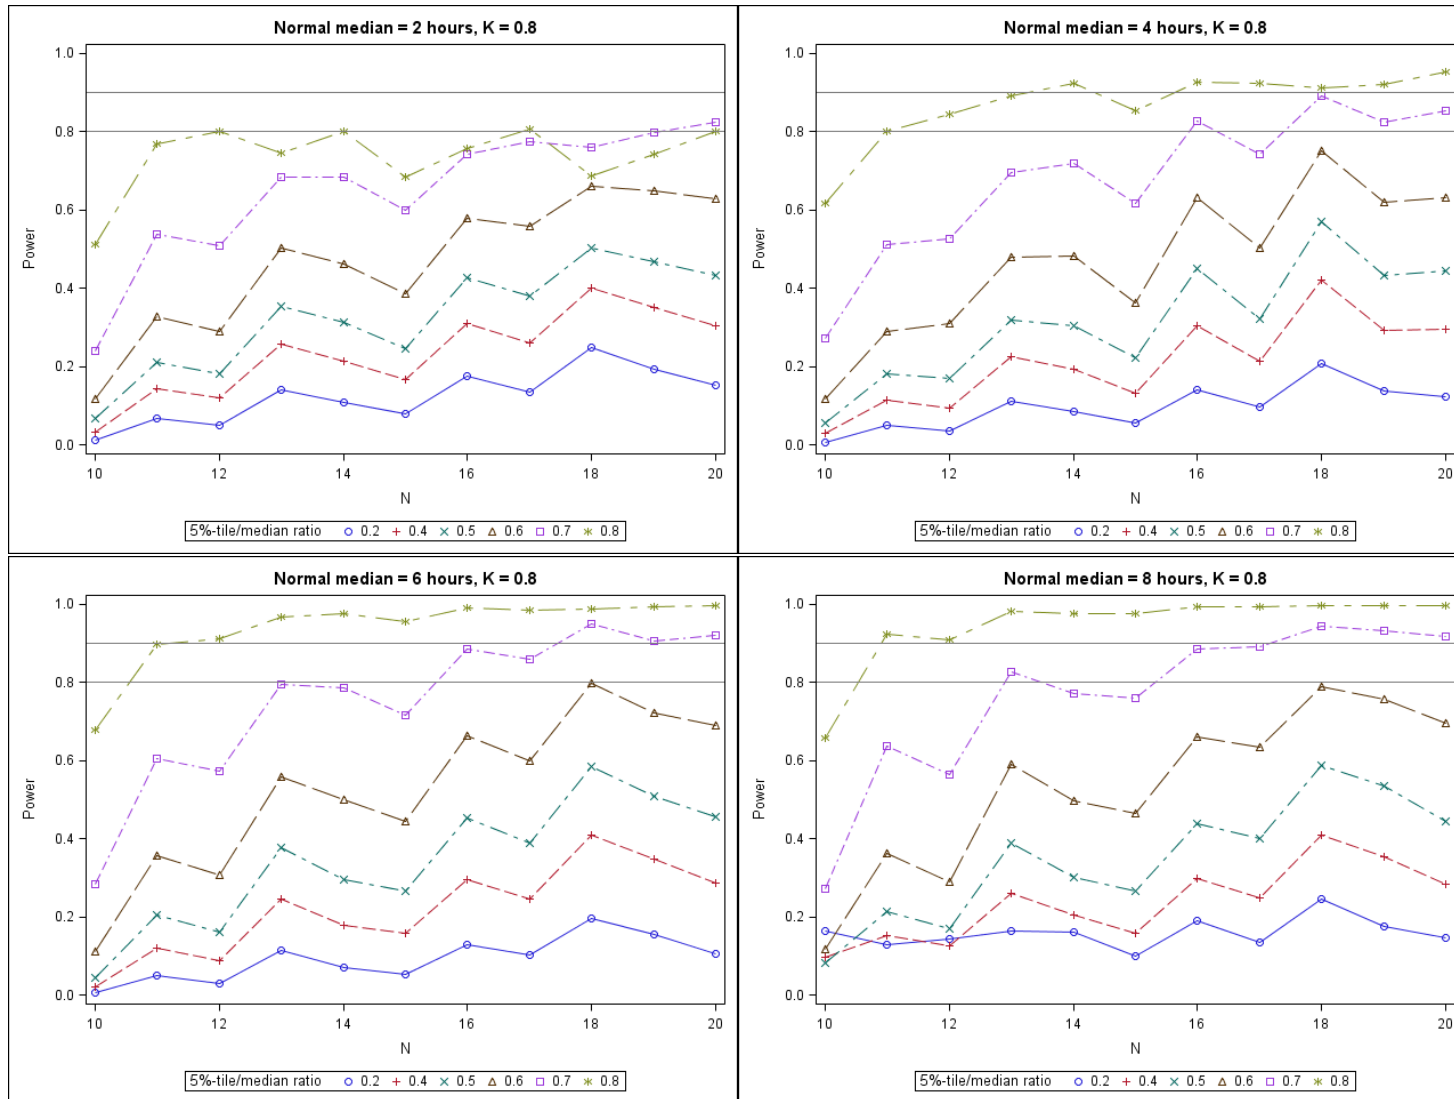 Normal median = 2 hours, K = 0.8
1.0
0.8
0.6
0.4
0.2
0.0
Power
10 12 14 16 18 20
N
5%-tile/median ratio 0.2 0.4 0.5 0.6 0.7 0.8
Normal median = 4 hours, K = 0.8
1.0
0.8
0.6
0.4
0.2
0.0
Power
10 12 14 16 18 20
N
5%-tile/median ratio 0.2 0.4 0.5 0.6 0.7 0.8
Normal median = 6 hours, K = 0.8
1.0
0.8
0.6
0.4
0.2
0.0
Power
10 12 14 16 18 20
N
5%-tile/median ratio 0.2 0.4 0.5 0.6 0.7 0.8
Normal median = 8 hours, K = 0.8
1.0
0.8
0.6
0.4
0.2
0.0
Power
10 12 14 16 18 20
N
5%-tile/median ratio 0.2 0.4 0.5 0.6 0.7 0.8